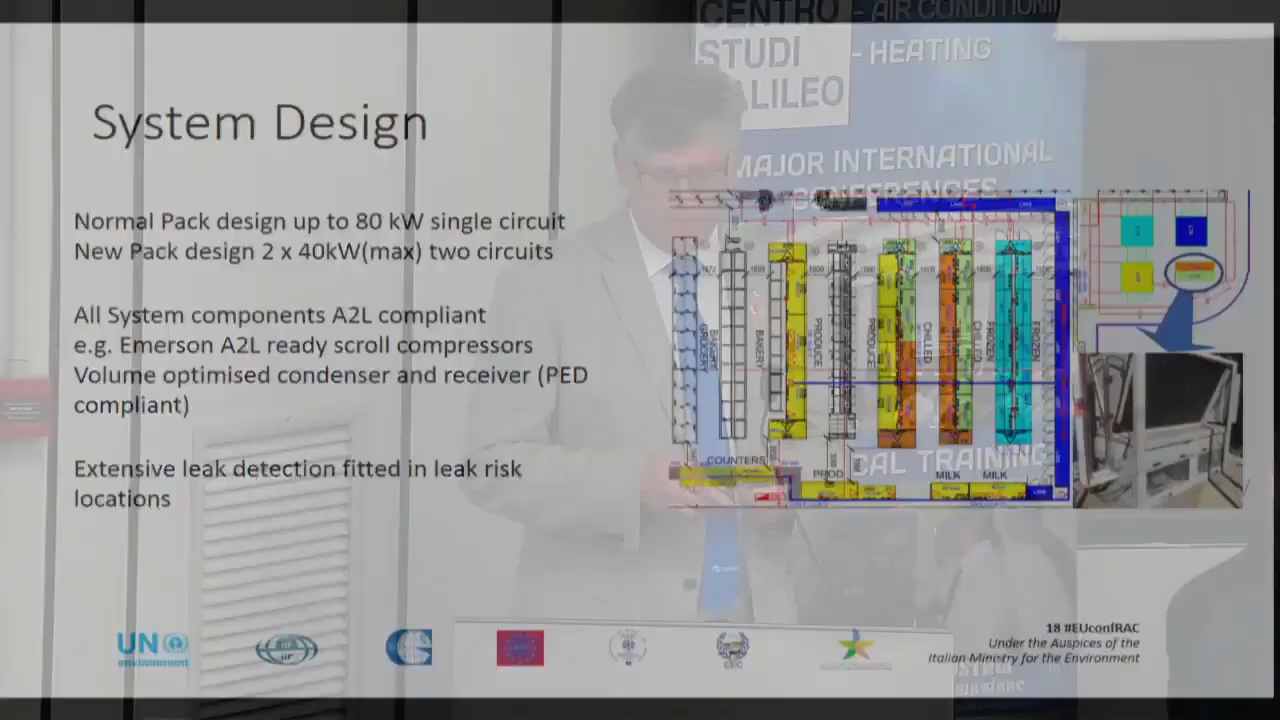 CENTRO
- AIR CONDITIONI
STUDI
- HEATING
ALILEO
System Design
MAJOR INTERNATIONAL
CONFERENCES
Normal Pack design up to 80 kW single circuit
New Pack design 2 x 40kW(max) two circuits
All System components A2L compliant
e.g. Emerson A2L ready scroll compressors
Volume optimised condenser and receiver (PED
compliant)
Extensive leak detection fitted in leak risk
locations
GROCERY
BAKERY
BAKERY
PRODUCE
PRODUCE
CHILLED
CHILLED
FROZEN
FROZEN
COUNTERS
PROD
MILK
MILK
CAL TRAINING
UN
environment
IIF
IIR
18 #EUconfRAC
Under the Auspices of the
Italian Ministry for the Environment